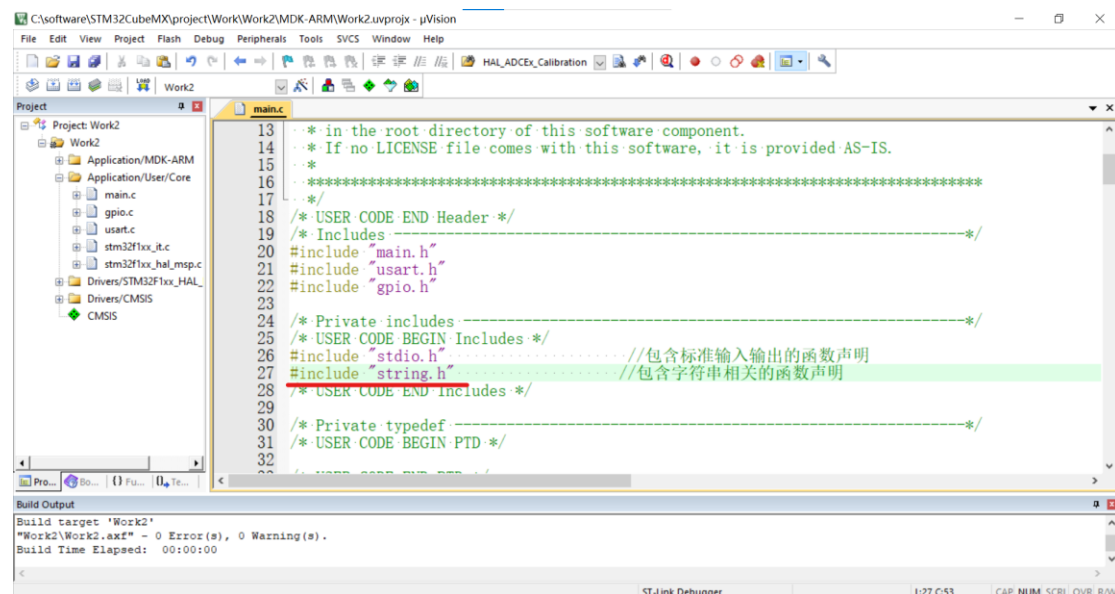 C:\software\STM32CubeMX\project\Work\Work2\MDK-ARM\Work2.uvprojx - µVision
File Edit View Project Flash Debug Peripherals Tools SVCS Window Help
HAL_ADCEx_Calibration
Work2
Project
Project: Work2
Work2
Application/MDK-ARM
Application/User/Core
main.c
gpio.c
usart.c
stm32f1xx_it.c
stm32f1xx_hal_msp.c
Drivers/STM32F1xx_HAL_
Drivers/CMSIS
CMSIS
Pro... Bo... {} Fu... Te...
main.c
13 * in the root directory of this software component.
14 * If no LICENSE file comes with this software, it is provided AS-IS.
15 *
16 ******************************************************************************
17 */
18 /* USER CODE END Header */
19 /* Includes ------------------------------------------------------------------*/
20 #include "main.h"
21 #include "usart.h"
22 #include "gpio.h"
23
24 /* Private includes ----------------------------------------------------------*/
25 /* USER CODE BEGIN Includes */
26 #include "stdio.h" //包含标准输入输出的函数声明
27 #include "string.h" //包含字符串相关的函数声明
28 /* USER CODE END Includes */
29
30 /* Private typedef -----------------------------------------------------------*/
31 /* USER CODE BEGIN PTD */
32
Build Output
Build target 'Work2'
"Work2\Work2.axf" - 0 Error(s), 0 Warning(s).
Build Time Elapsed: 00:00:00
ST-Link Debugger L:27 C:53 CAP NUM SCRL OVR R/W